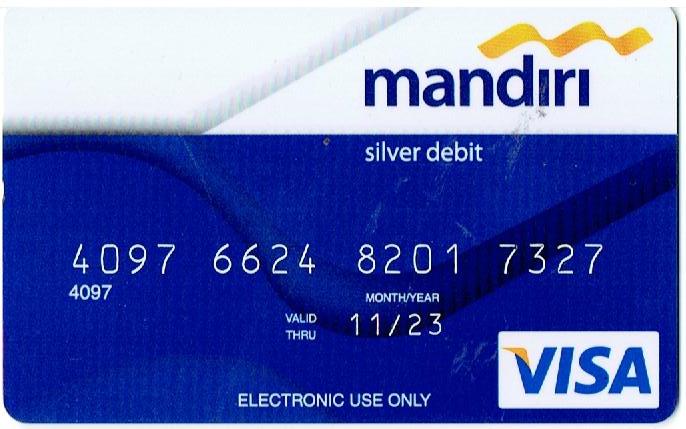 mandiri
silver debit
4097 6624 8201 7327
4097
MONTH/YEAR
VALID THRU 11/23
VISA
ELECTRONIC USE ONLY